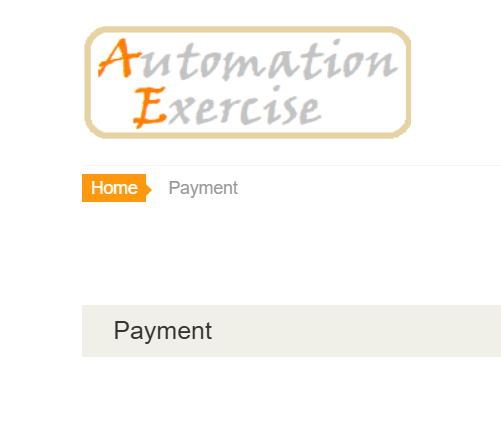 Automation
Exercise
Home Payment
Payment